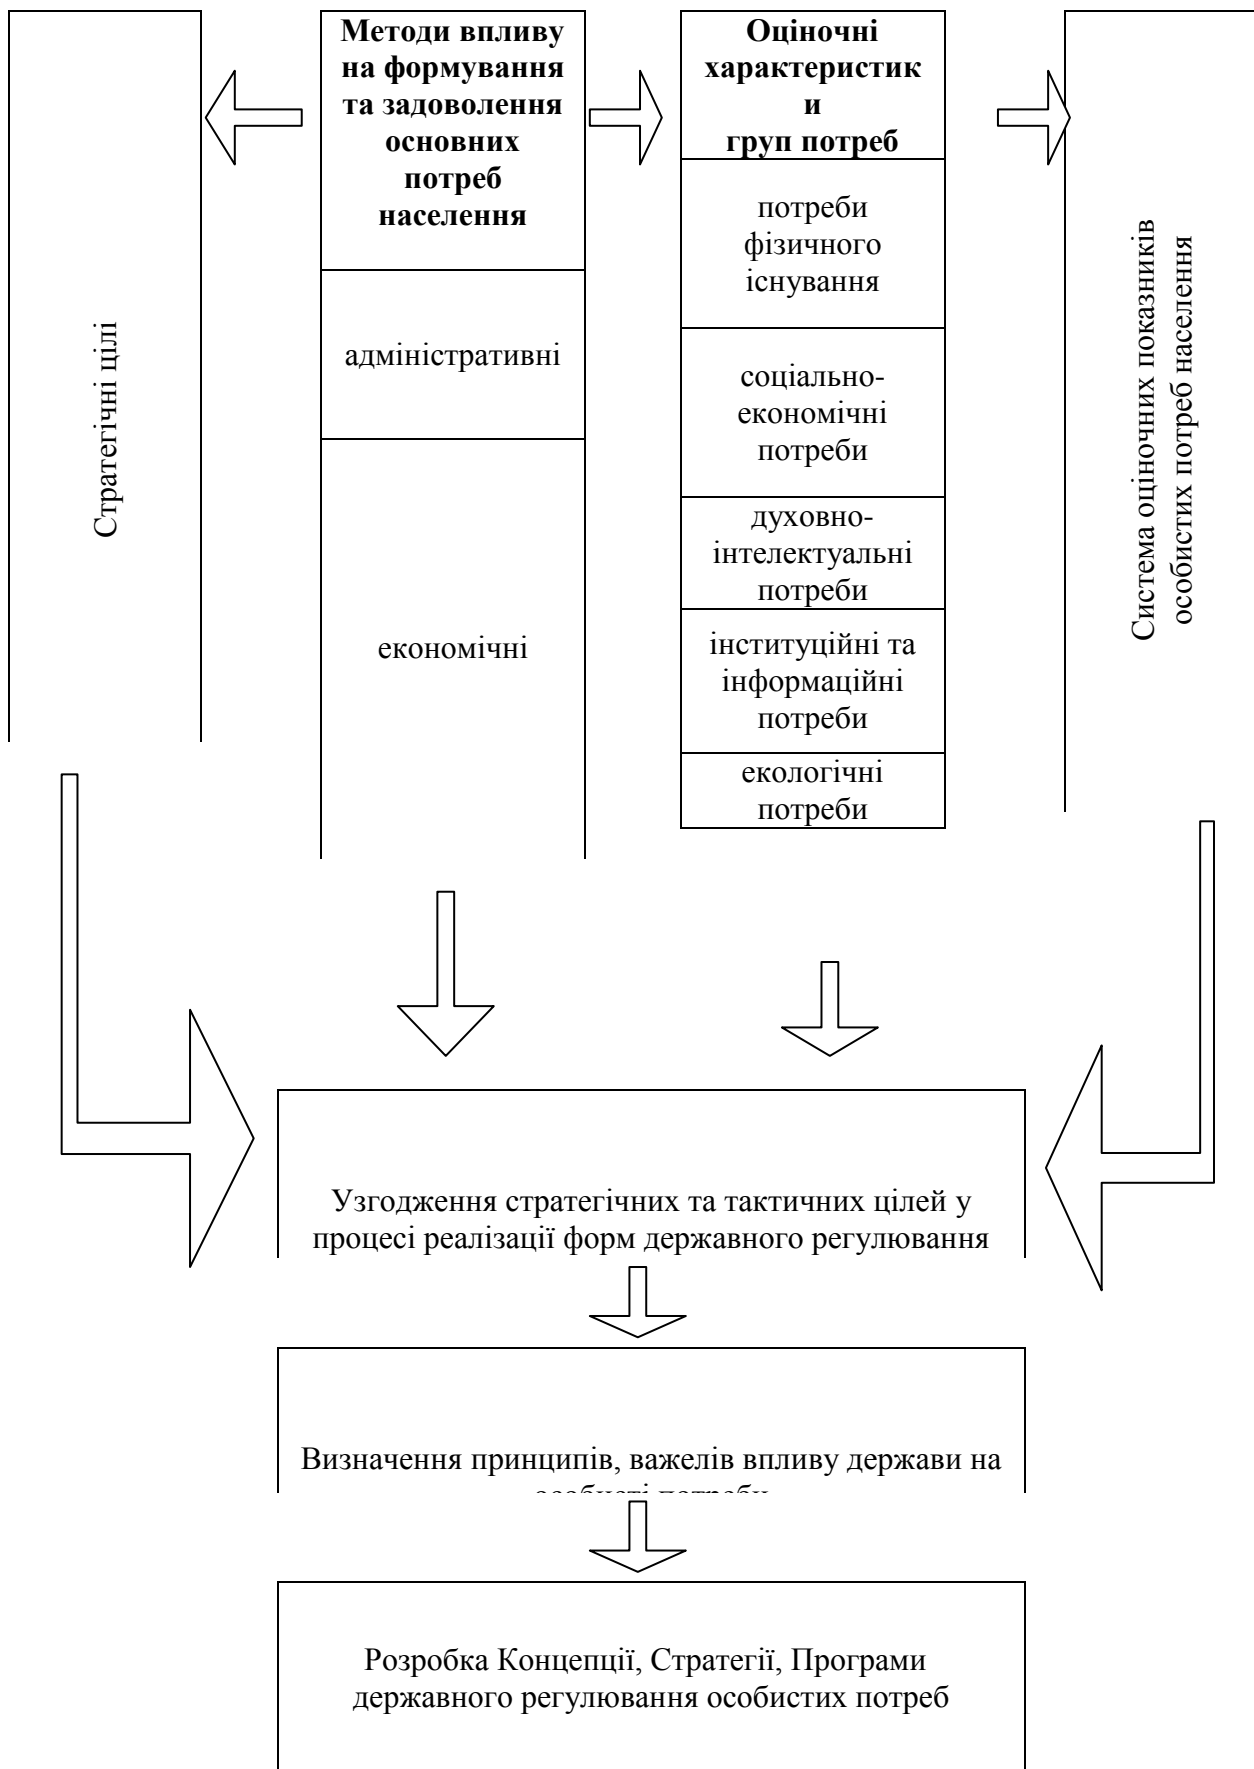 Стратегічні цілі
Методи впливу
на формування
та задоволення
основних
потреб
населення
адміністративні
економічні
Оціночні
характеристик
и
груп потреб
потреби
фізичного
існування
соціально-
економічні
потреби
духовно-
інтелектуальні
потреби
інституційні та
інформаційні
потреби
екологічні
потреби
Система оціночних показників
особистих потреб населення
Узгодження стратегічних та тактичних цілей у
процесі реалізації форм державного регулювання
Визначення принципів, важелів впливу держави на
особисті потреби
Розробка Концепції, Стратегії, Програми
державного регулювання особистих потреб